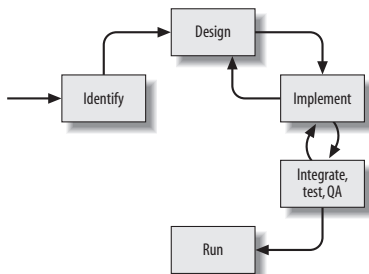 Design
Identify
Implement
Integrate,
test, QA
Run